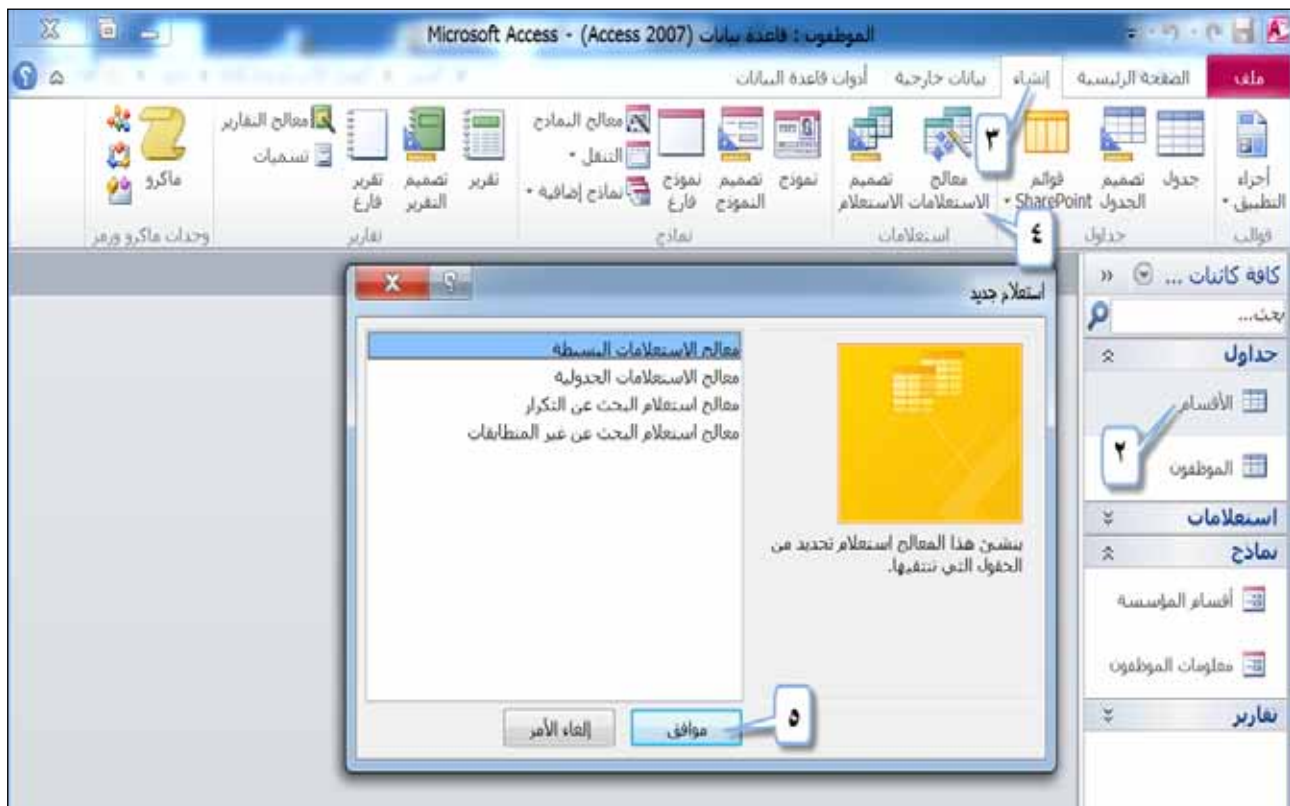 الموظفون : قاعدة بيانات (Access 2007) - Microsoft Access
ملف الصفحة الرئيسية إنشاء بيانات خارجية أدوات قاعدة البيانات
أجزاء التطبيق
جدول
تصميم الجدول
قوائم SharePoint
معالج الاستعلامات
تصميم الاستعلام
نموذج
تصميم النموذج
نموذج فارغ
معالج النماذج
التنقل
نماذج إضافية
تقرير
تصميم التقرير
تقرير فارغ
معالج التقارير
تسميات
ماكرو
قوالب جداول استعلامات نماذج تقارير وحدات ماكرو ورمز
٣
٤
كافة كائنات ...
بحث...
جداول
الأقسام
٢
الموظفون
استعلامات
نماذج
أقسام المؤسسة
معلومات الموظفون
تقارير
استعلام جديد
معالج الاستعلامات البسيطة
معالج الاستعلامات الجدولية
معالج استعلام البحث عن التكرار
معالج استعلام البحث عن غير المتطابقات
ينشئ هذا المعالج استعلام تحديد من
الحقول التي تنتقيها.
٥
موافق
إلغاء الأمر